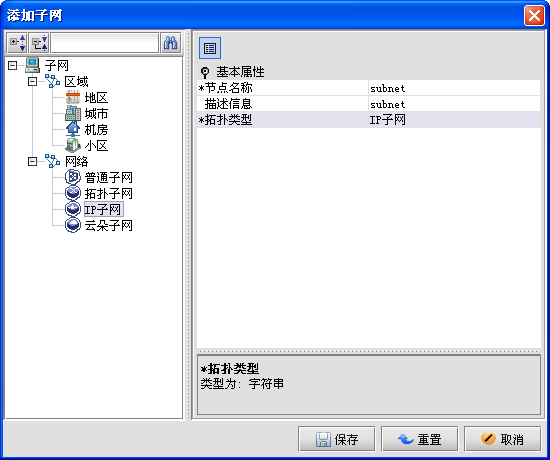 添加子网
子网
区域
地区
城市
机房
小区
网络
普通子网
拓扑子网
IP子网
云朵子网
基本属性
*节点名称 subnet
描述信息 subnet
*拓扑类型 IP子网
*拓扑类型
类型为: 字符串
保存 重置 取消